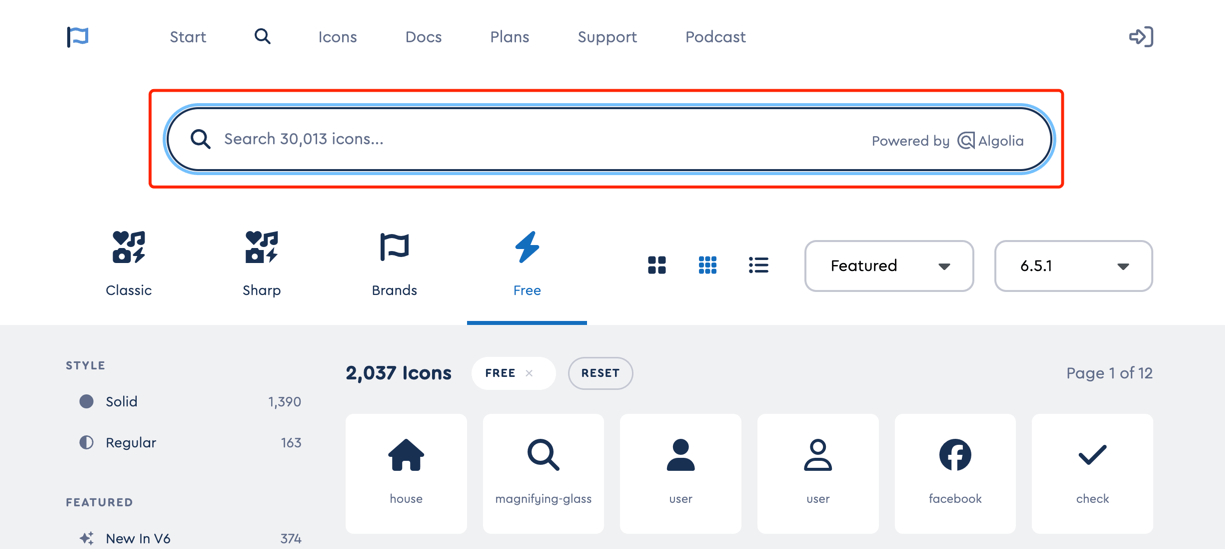 Start Icons Docs Plans Support Podcast
Search 30,013 icons... Powered by Algolia
Classic Sharp Brands Free Featured 6.5.1
STYLE
Solid 1,390
Regular 163
FEATURED
New In V6 374
2,037 Icons FREE × RESET Page 1 of 12
house magnifying-glass user user facebook check